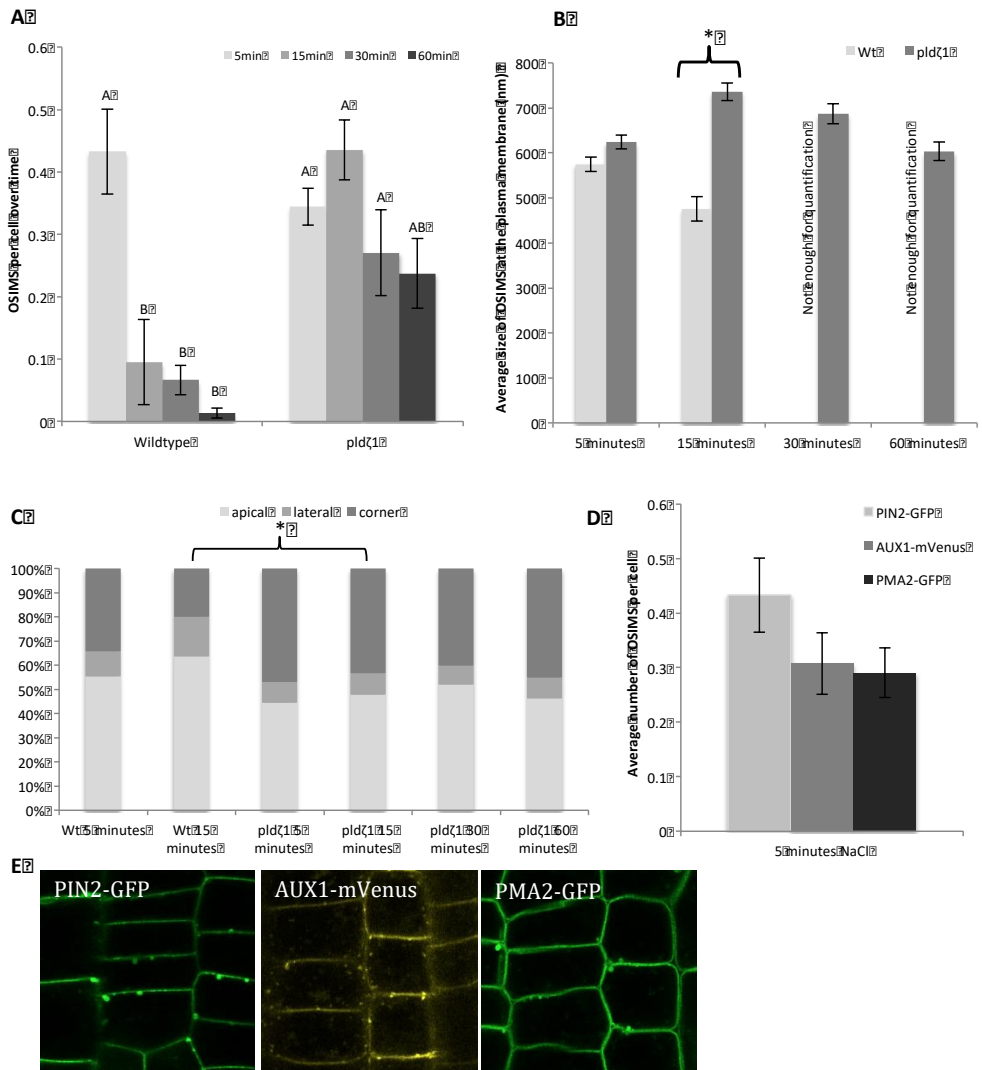 A
0.6
0.5
0.4
0.3
0.2
0.1
0
OSIMS per cell over time
5min 15min 30min 60min
A
B
B
B
A
A
A
AB
Wildtype pldζ1
B
*
Wt pldζ1
800
700
600
500
400
300
200
100
0
Average size of OSIMS at the plasma membrane (nm)
Not enough for quantification
Not enough for quantification
5 minutes 15 minutes 30 minutes 60 minutes
C
apical lateral corner
*
100%
90%
80%
70%
60%
50%
40%
30%
20%
10%
0%
Wt 5 minutes
Wt 15 minutes
pldζ1 5 minutes
pldζ1 15 minutes
pldζ1 30 minutes
pldζ1 60 minutes
D
0.6
0.5
0.4
0.3
0.2
0.1
0
Average number of OSIMS per cell
PIN2-GFP
AUX1-mVenus
PMA2-GFP
5 minutes NaCl
E
PIN2-GFP
AUX1-mVenus
PMA2-GFP